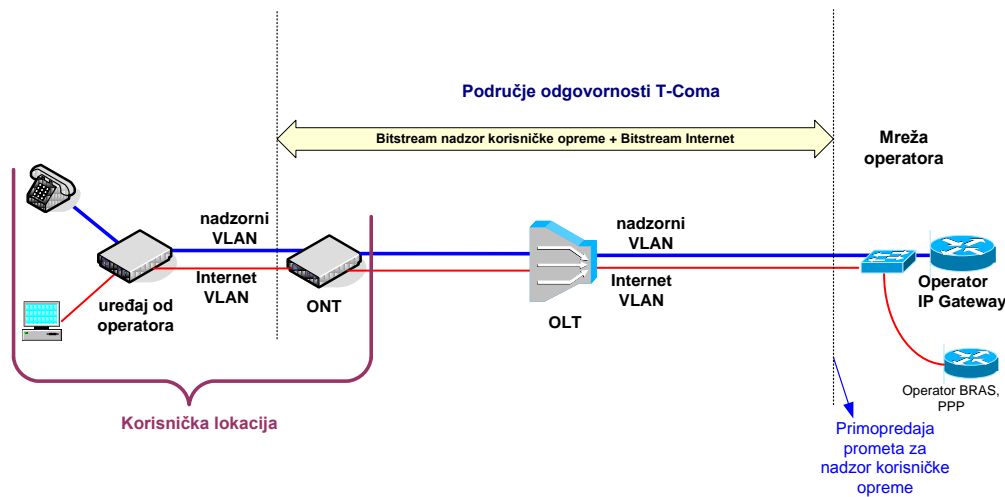 Područje odgovornosti T-Coma
Bitstream nadzor korisničke opreme + Bitstream Internet
Mreža
operatora
nadzorni
VLAN
Internet
VLAN
uređaj od
operatora
ONT
OLT
nadzorni
VLAN
Internet
VLAN
Operator
IP Gateway
Operator BRAS,
PPP
Korisnička lokacija
Primopredaja
prometa za
nadzor korisničke
opreme